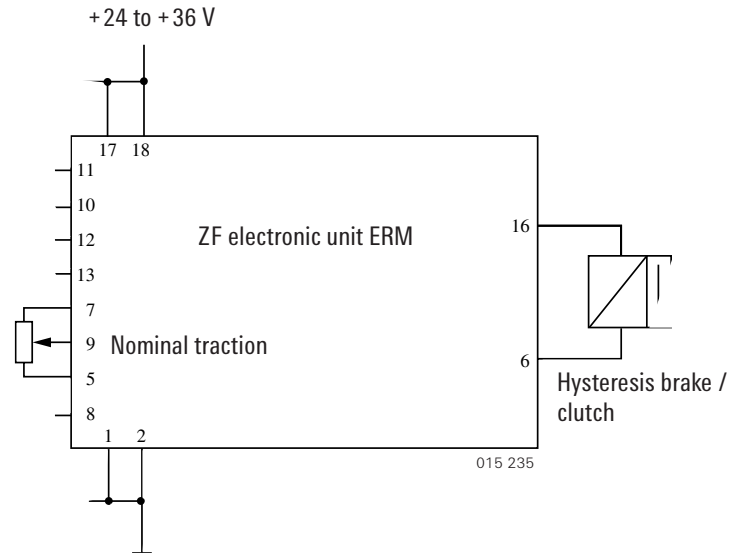 +24 to +36 V
17 18
11
10
12
13
7
9
5
8
ZF electronic unit ERM
Nominal traction
16
6
Hysteresis brake /
clutch
1 2
015 235